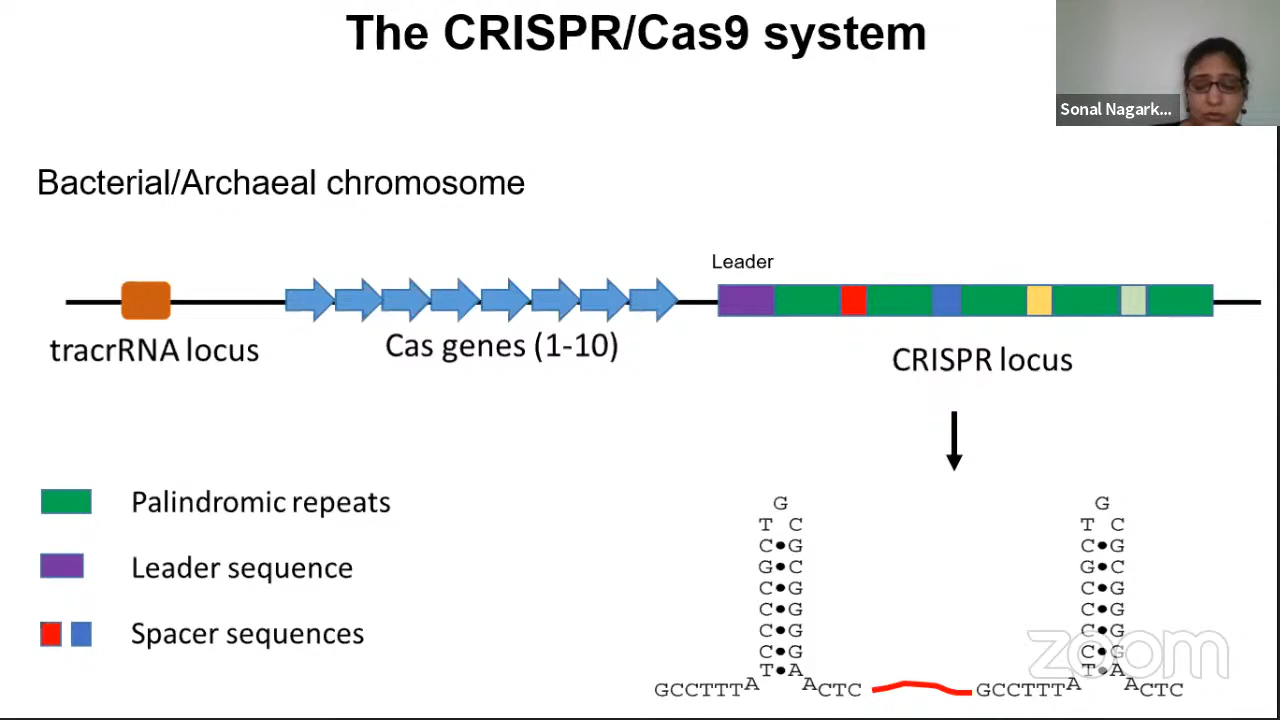 The CRISPR/Cas9 system
Sonal Nagark...
Bacterial/Archaeal chromosome
Leader
tracrRNA locus
Cas genes (1-10)
CRISPR locus
Palindromic repeats
Leader sequence
Spacer sequences
G
T C
C•G
G•C
C•G
C•G
C•G
C•G
T•A
GCCTTTA ACTC
G
T C
C•G
G•C
C•G
C•G
C•G
C•G
T•A
GCCTTTA ACTC
zoom